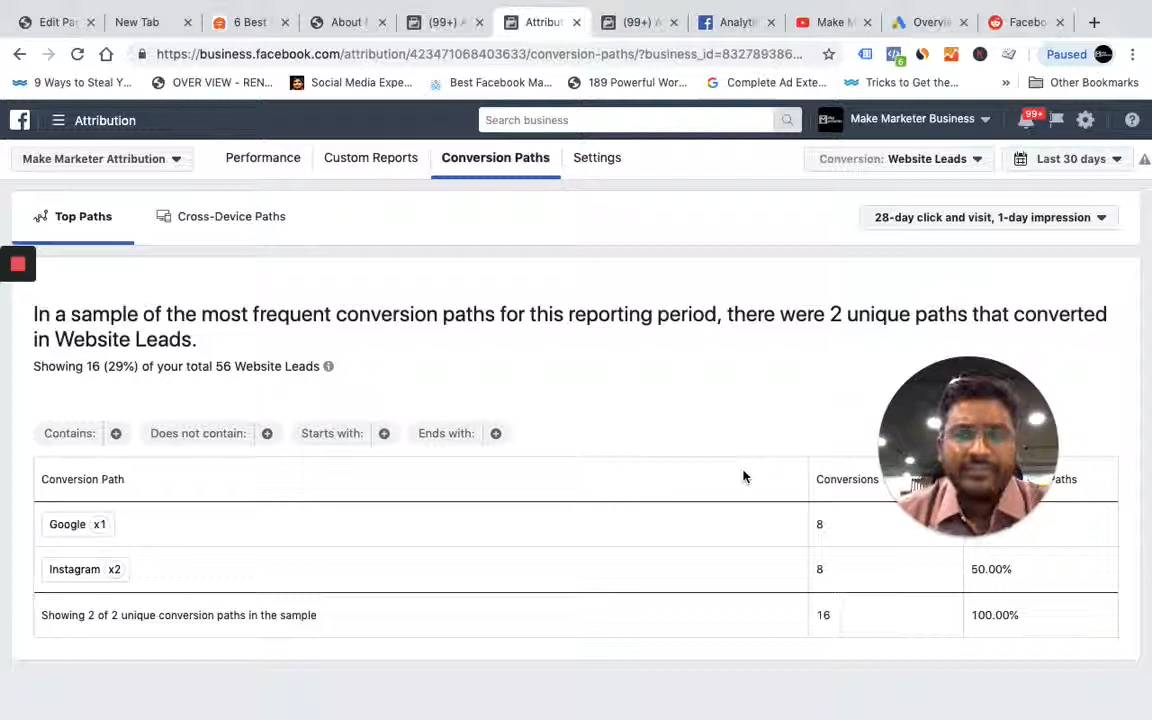 Edit Pa
New Tab
6 Best
About
(99+)
Attribut
(99+)
Analyti
Make M
Overvie
Facebo
https://business.facebook.com/attribution/423471068403633/conversion-paths/?business_id=832789386...
6
Paused
9 Ways to Steal Y...
OVER VIEW - REN...
Social Media Expe...
Best Facebook Ma...
189 Powerful Wor...
Complete Ad Exte...
Tricks to Get the...
»
Other Bookmarks
Attribution
Search business
Make Marketer Business
99+
Make Marketer Attribution
Performance
Custom Reports
Conversion Paths
Settings
Conversion: Website Leads
Last 30 days
Top Paths
Cross-Device Paths
28-day click and visit, 1-day impression
In a sample of the most frequent conversion paths for this reporting period, there were 2 unique paths that converted
in Website Leads.
Showing 16 (29%) of your total 56 Website Leads
Contains:
Does not contain:
Starts with:
Ends with:
Conversion Path
Conversions
aths
Google x1
8
Instagram x2
8
50.00%
Showing 2 of 2 unique conversion paths in the sample
16
100.00%